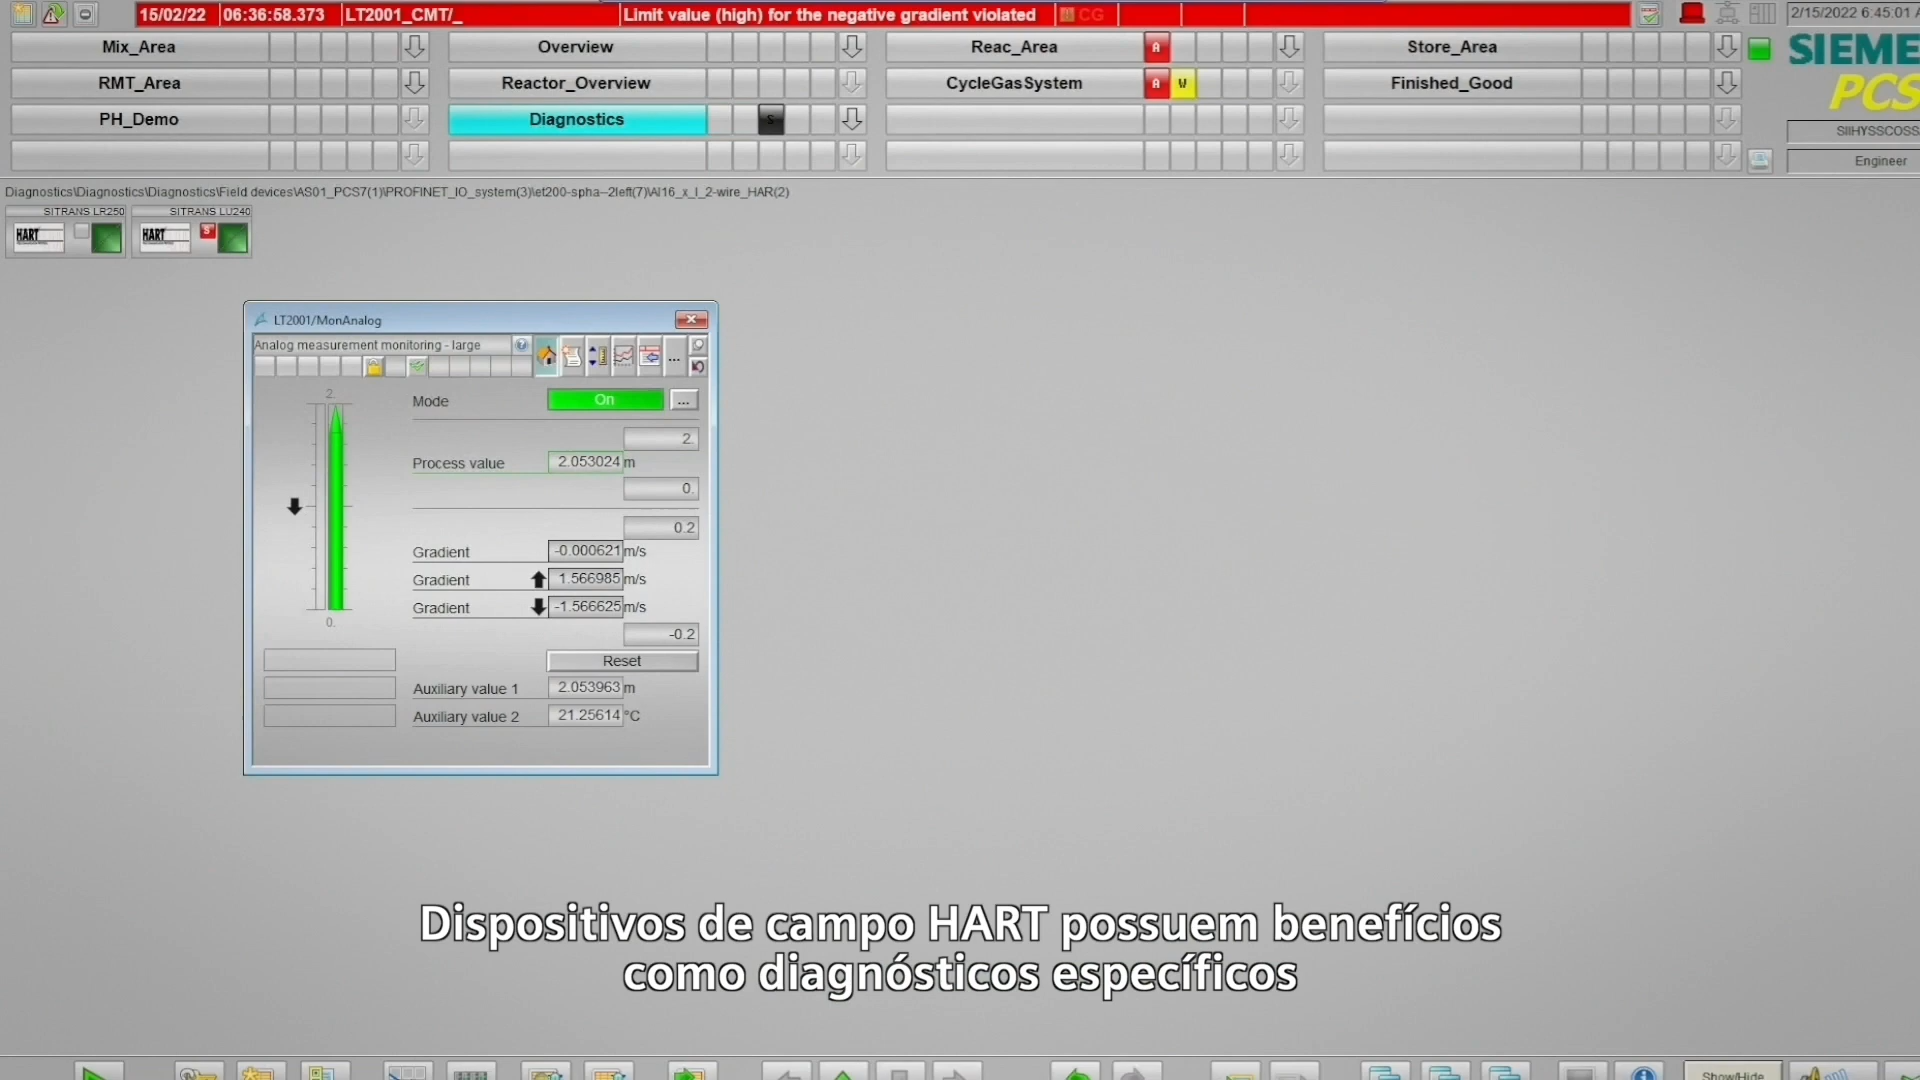 15/02/22 06:36:58.373 LT2001_CMT/_ Limit value (high) for the negative gradient violated CG 2/15/2022 6:45:01 A
Mix_Area Overview Reac_Area A Store_Area
RMT_Area Reactor_Overview CycleGasSystem A W Finished_Good
PH_Demo Diagnostics S
SIEME
PCS
SIIHYSSCOSS
Engineer
Diagnostics\Diagnostics\Diagnostics\Field devices\AS01_PCS7(1)\PROFINET_IO_system(3)\et200-spha--2left(7)\AI16_x_I_2-wire_HAR(2)
SITRANS LR250 SITRANS LU240
HART HART S
LT2001/MonAnalog
Analog measurement monitoring - large
...
2.
Mode On ...
2.
Process value 2.053024 m
0.
0.2
Gradient -0.000621 m/s
Gradient 1.566985 m/s
Gradient -1.566625 m/s
0.
-0.2
Reset
Auxiliary value 1 2.053963 m
Auxiliary value 2 21.25614 °C
Dispositivos de campo HART possuem benefícios
como diagnósticos específicos
Show/Hide